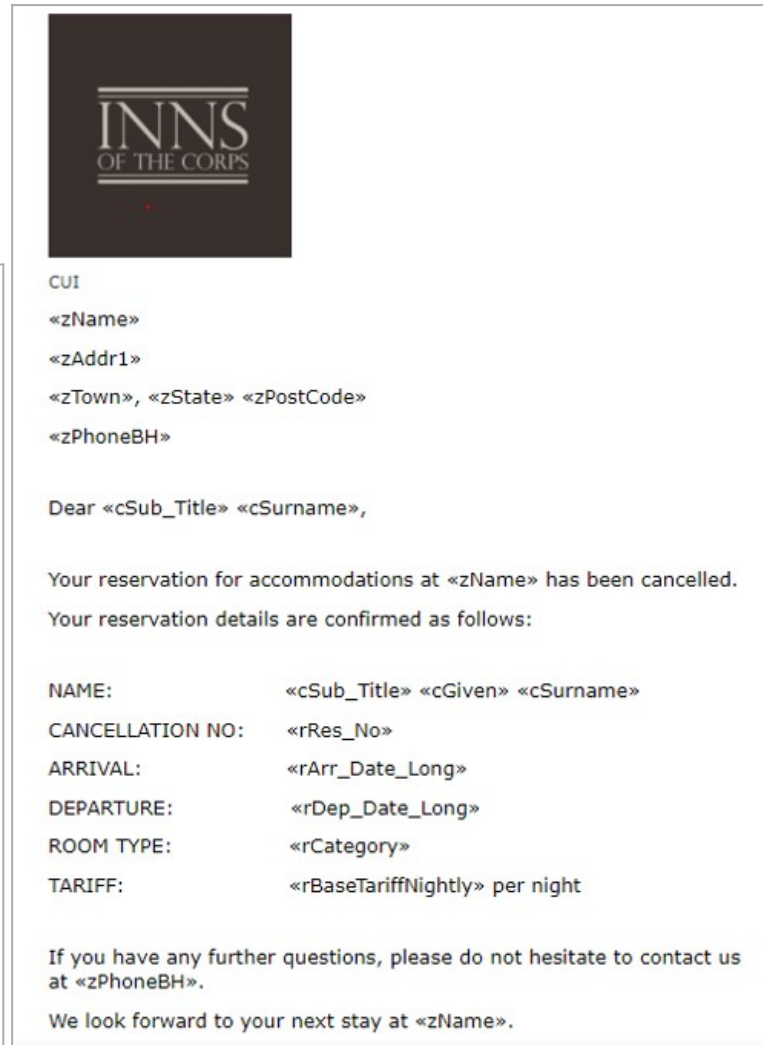 INNS
OF THE CORPS
CUI
«zName»
«zAddr1»
«zTown», «zState» «zPostCode»
«zPhoneBH»
Dear «cSub_Title» «cSurname»,
Your reservation for accommodations at «zName» has been cancelled.
Your reservation details are confirmed as follows:
NAME: «cSub_Title» «cGiven» «cSurname»
CANCELLATION NO: «rRes_No»
ARRIVAL: «rArr_Date_Long»
DEPARTURE: «rDep_Date_Long»
ROOM TYPE: «rCategory»
TARIFF: «rBaseTariffNightly» per night
If you have any further questions, please do not hesitate to contact us
at «zPhoneBH».
We look forward to your next stay at «zName».